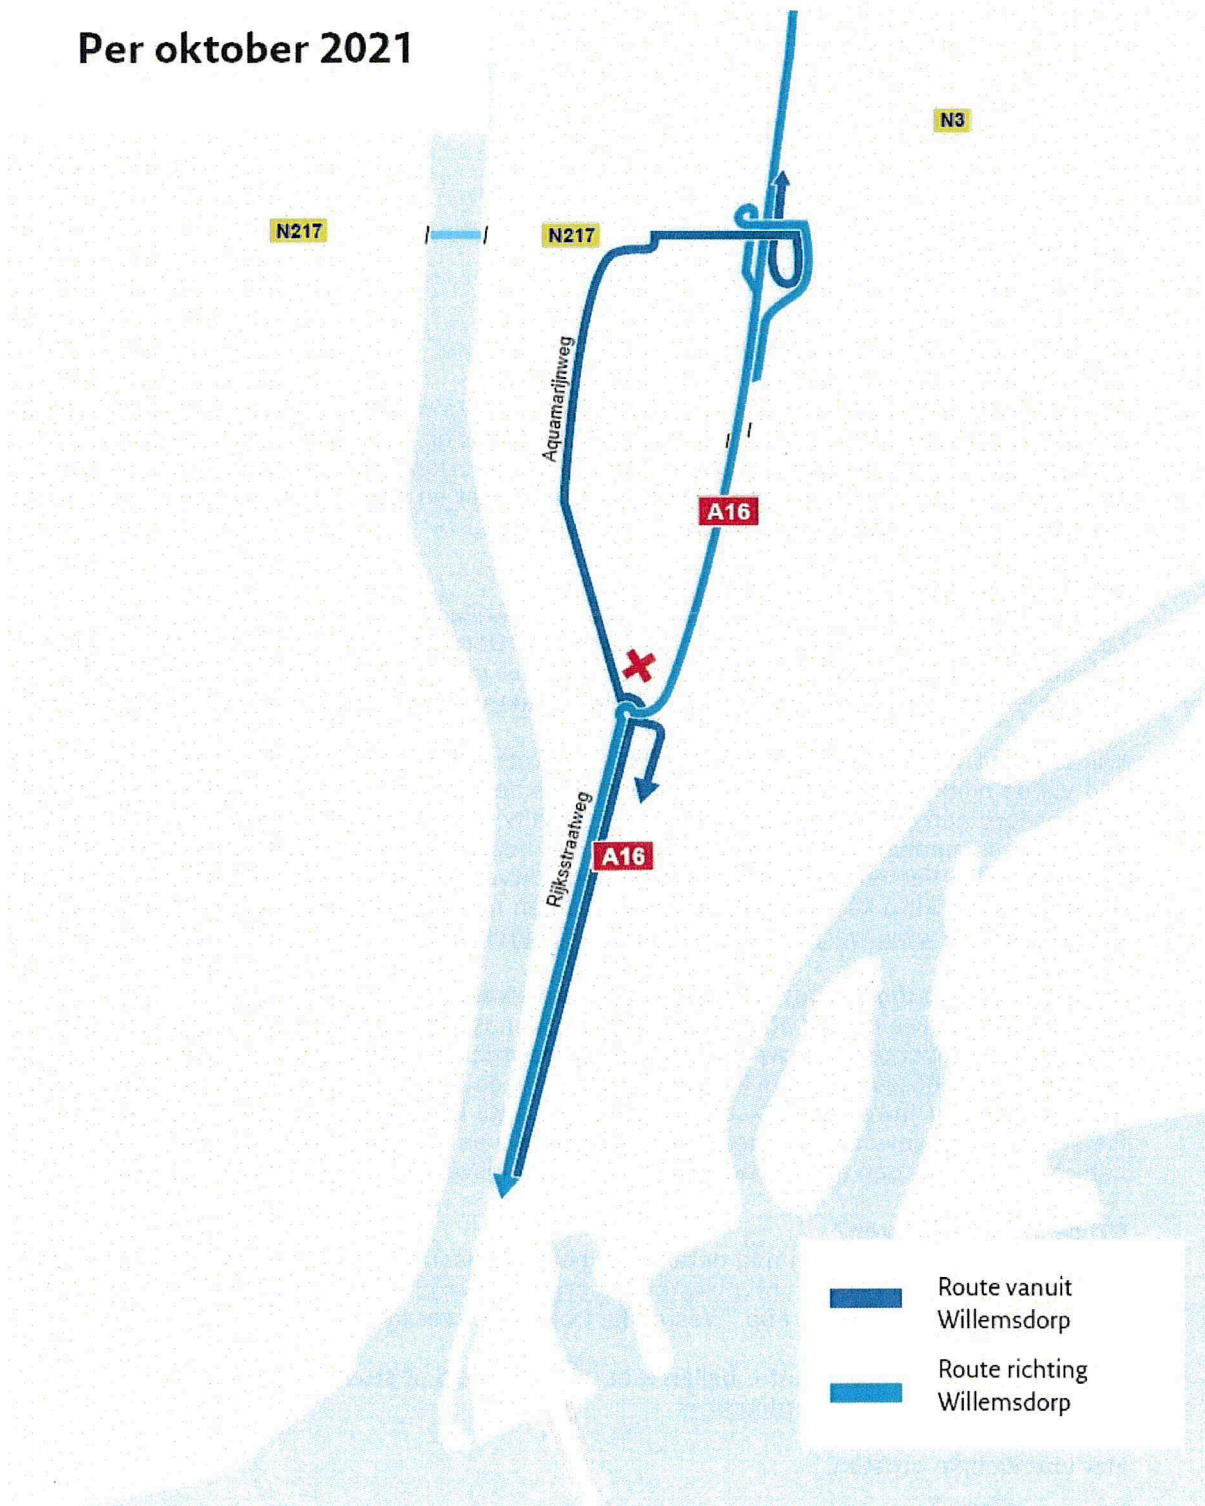 Per oktober 2021
N3
N217
N217
Aquamarijnweg
A16
Rijksstraatweg
A16
Route vanuit
Willemsdorp
Route richting
Willemsdorp